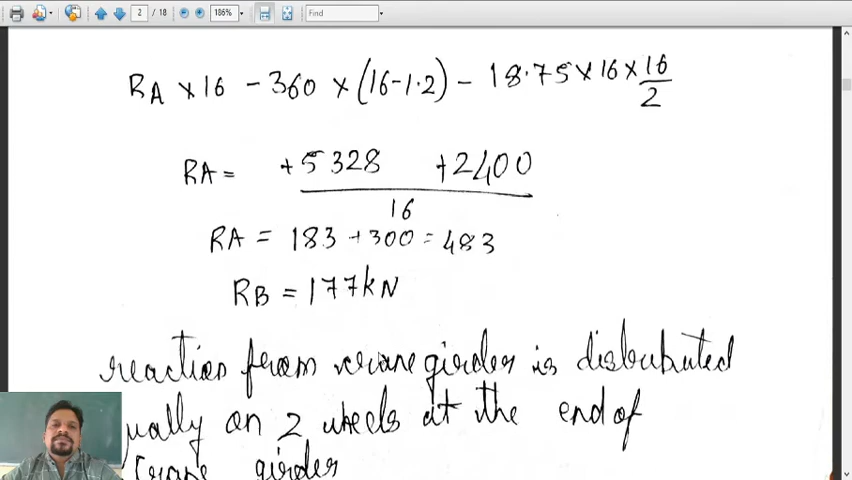 2 / 18
186%
Find
RA × 16 - 360 × (16-1.2) - 18.75 × 16 × 16/2
RA = +5328 +2400
16
RA = 183 +300 = 483
RB = 177kN
reaction from crane girder is distributed
ually on 2 wheels at the end of
crane girder